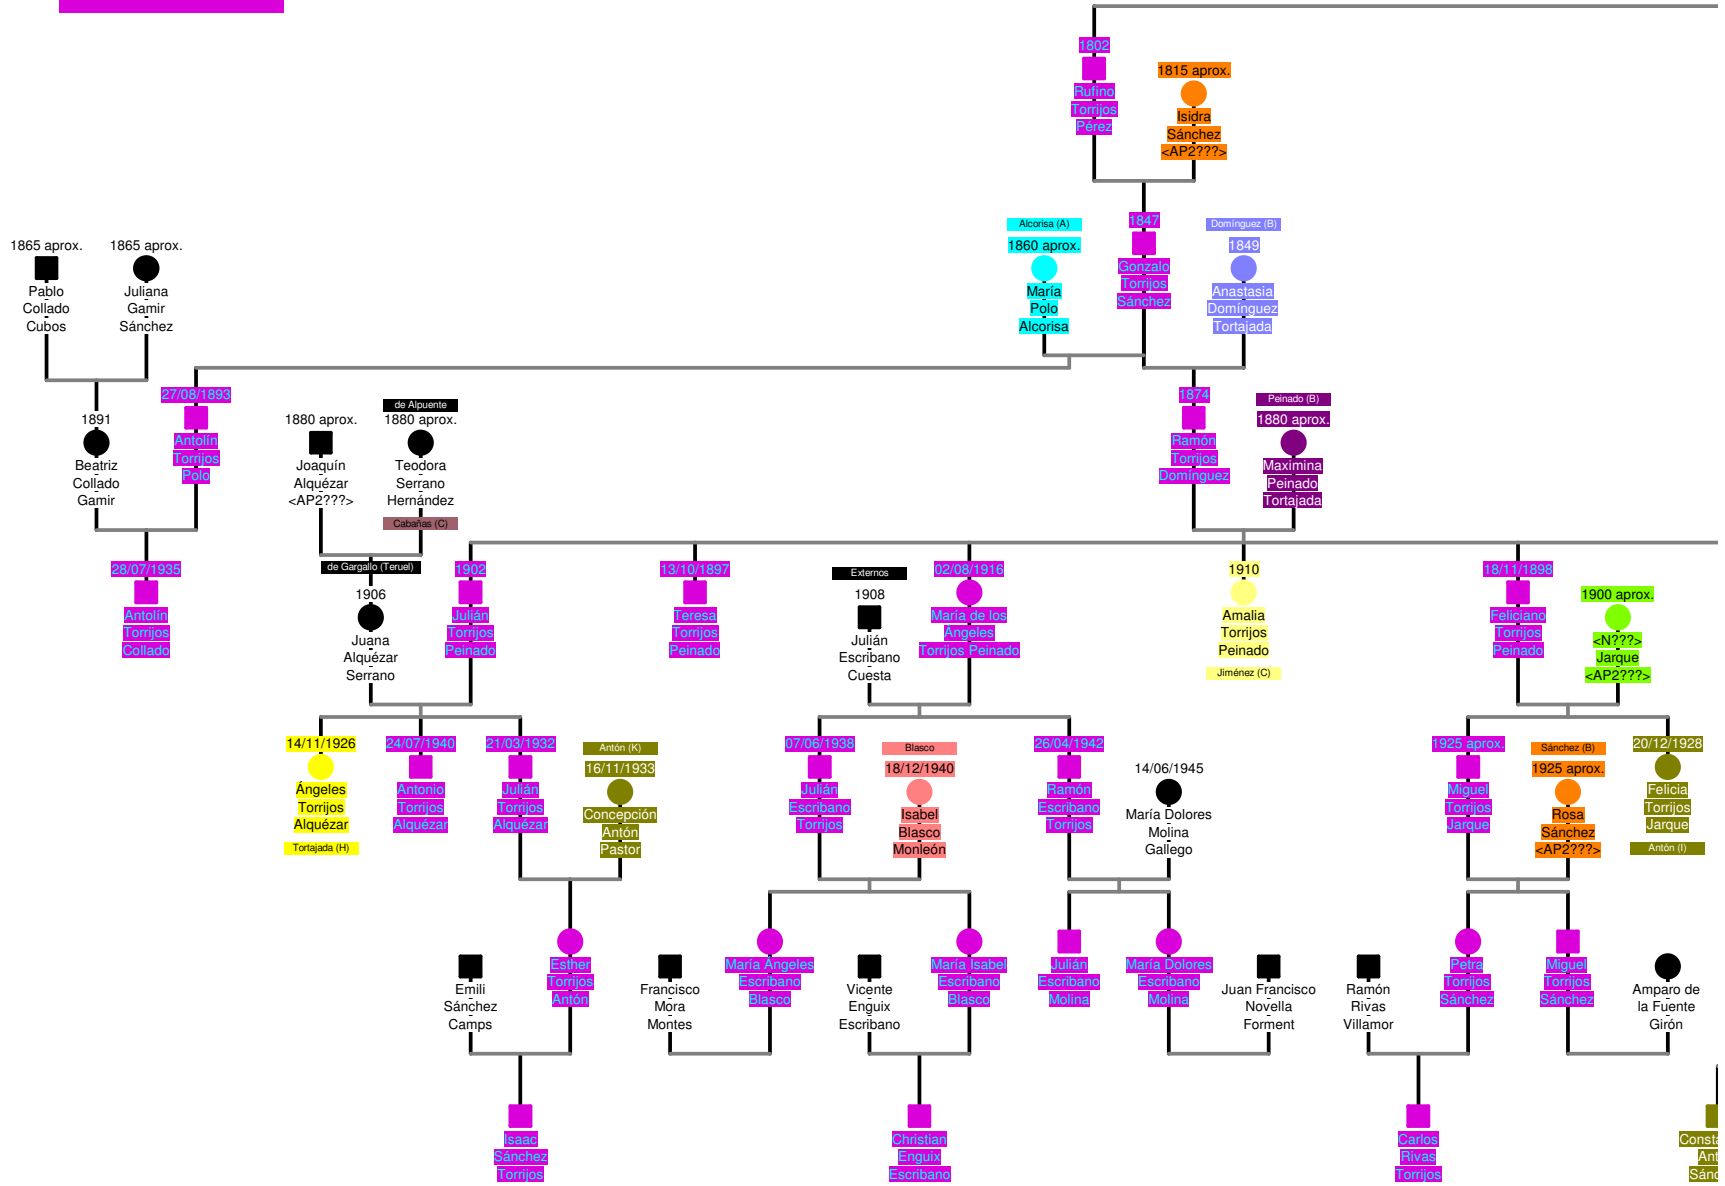 1802
Rufino
Torrijos
Pérez
1815 aprox.
Isidra
Sánchez
<AP2???>
Alcorisa (A)
1860 aprox.
María
Polo
Alcorisa
1847
Gonzalo
Torrijos
Sánchez
Domínguez (B)
1849
Anastasia
Domínguez
Tortajada
1865 aprox.
Pablo
Collado
Cubos
1865 aprox.
Juliana
Gamir
Sánchez
1891
Beatriz
Collado
Gamir
27/08/1893
Antolín
Torrijos
Polo
1880 aprox.
Joaquín
Alquézar
<AP2???>
de Alpuente
1880 aprox.
Teodora
Serrano
Hernández
Cabañas (C)
1874
Ramón
Torrijos
Domínguez
Peinado (B)
1880 aprox.
Maximina
Peinado
Tortajada
28/07/1935
Antolín
Torrijos
Collado
de Gargallo (Teruel)
1906
Juana
Alquézar
Serrano
1902
Julián
Torrijos
Peinado
13/10/1897
Teresa
Torrijos
Peinado
Externos
1908
Julián
Escribano
Cuesta
02/08/1916
María de los
Ángeles
Torrijos Peinado
1910
Amalia
Torrijos
Peinado
Jiménez (C)
18/11/1898
Feliciano
Torrijos
Peinado
1900 aprox.
<N???>
Jarque
<AP2???>
14/11/1926
Ángeles
Torrijos
Alquézar
Tortajada (H)
24/07/1940
Antonio
Torrijos
Alquézar
21/03/1932
Julián
Torrijos
Alquézar
Antón (K)
16/11/1933
Concepción
Antón
Pastor
07/06/1938
Julián
Escribano
Torrijos
Blasco
18/12/1940
Isabel
Blasco
Monleón
26/04/1942
Ramón
Escribano
Torrijos
14/06/1945
María Dolores
Molina
Gallego
1925 aprox.
Miguel
Torrijos
Jarque
Sánchez (B)
1925 aprox.
Rosa
Sánchez
<AP2???>
20/12/1928
Felicia
Torrijos
Jarque
Antón (I)
Emili
Sánchez
Camps
Esther
Torrijos
Antón
Francisco
Mora
Montes
María Ángeles
Escribano
Blasco
Vicente
Enguix
Escribano
María Isabel
Escribano
Blasco
Julián
Escribano
Molina
María Dolores
Escribano
Molina
Juan Francisco
Novella
Forment
Ramón
Rivas
Villamor
Petra
Torrijos
Sánchez
Miguel
Torrijos
Sánchez
Amparo de
la Fuente
Girón
Isaac
Sánchez
Torrijos
Christian
Enguix
Escribano
Carlos
Rivas
Torrijos